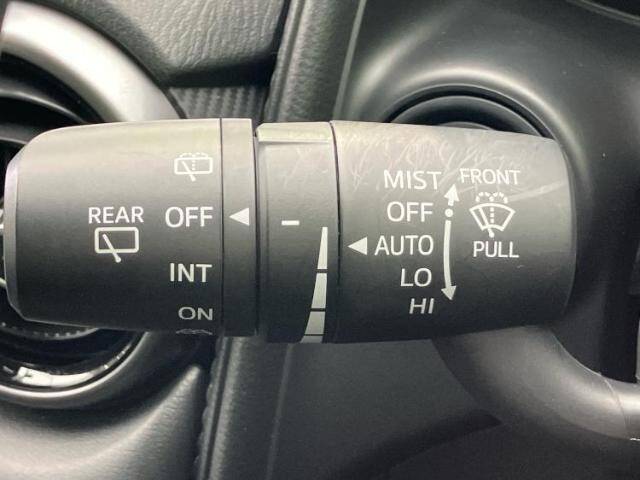 REAR
OFF
INT
ON
MIST
OFF
AUTO
LO
HI
FRONT
PULL